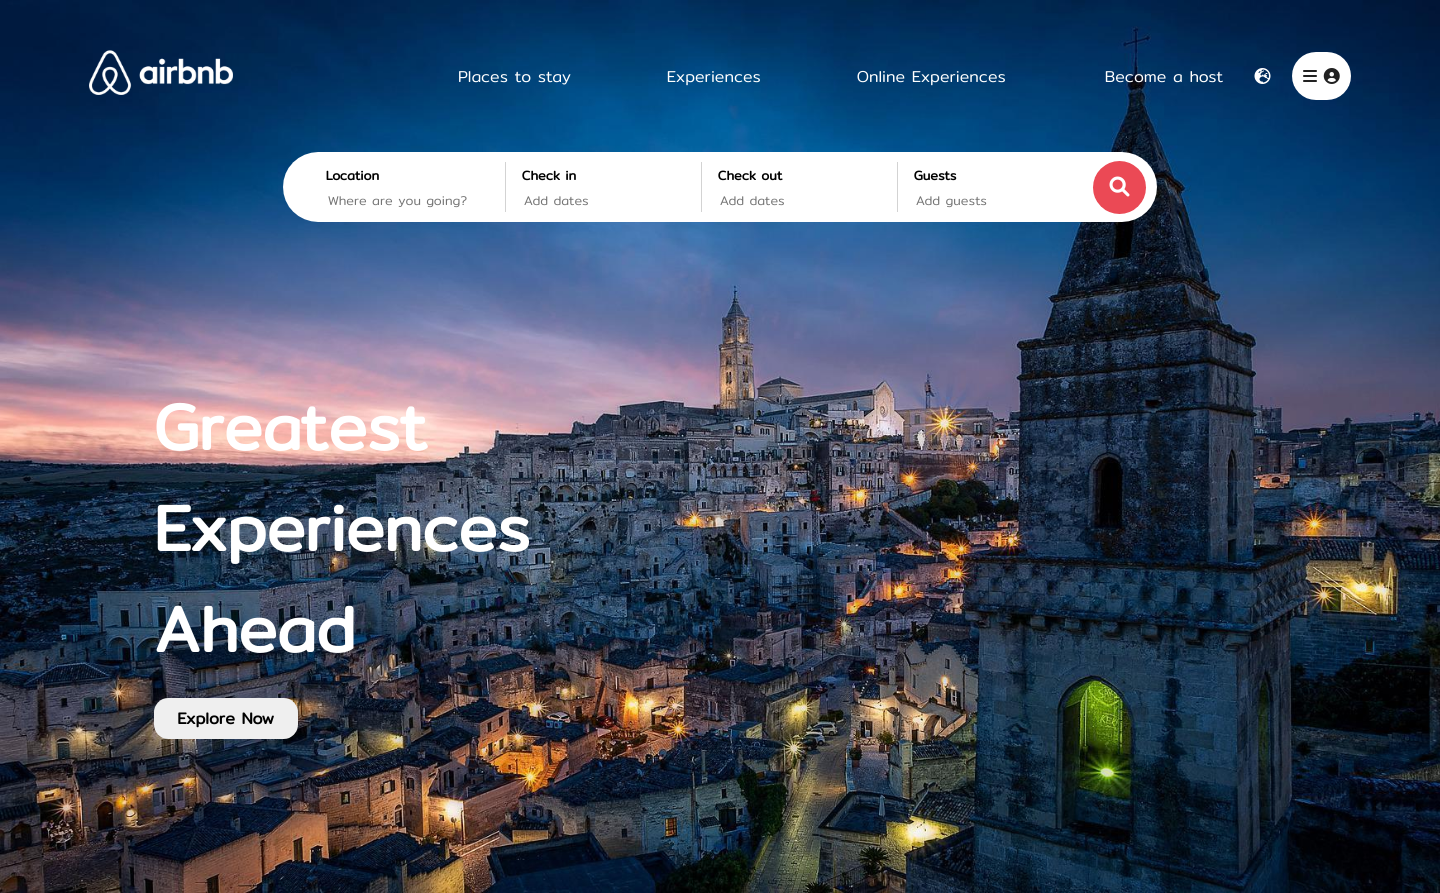 airbnb
Places to stay
Experiences
Online Experiences
Become a host
Location
Check in
Check out
Guests
Where are you going?
Add dates
Add dates
Add guests
Greatest
Experiences
Ahead
Explore Now